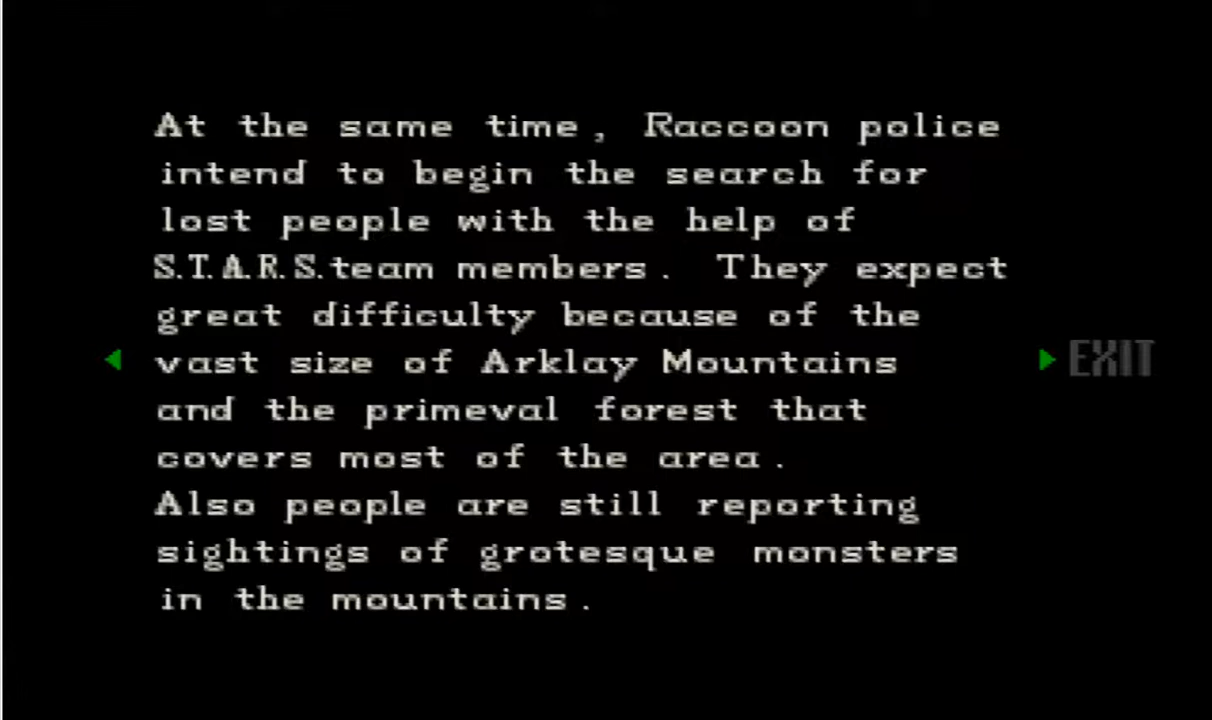 At the same time, Raccoon police
intend to begin the search for
lost people with the help of
S.T.A.R.S.team members. They expect
great difficulty because of the
vast size of Arklay Mountains
EXIT
and the primeval forest that
covers most of the area.
Also people are still reporting
sightings of grotesque monsters
in the mountains.